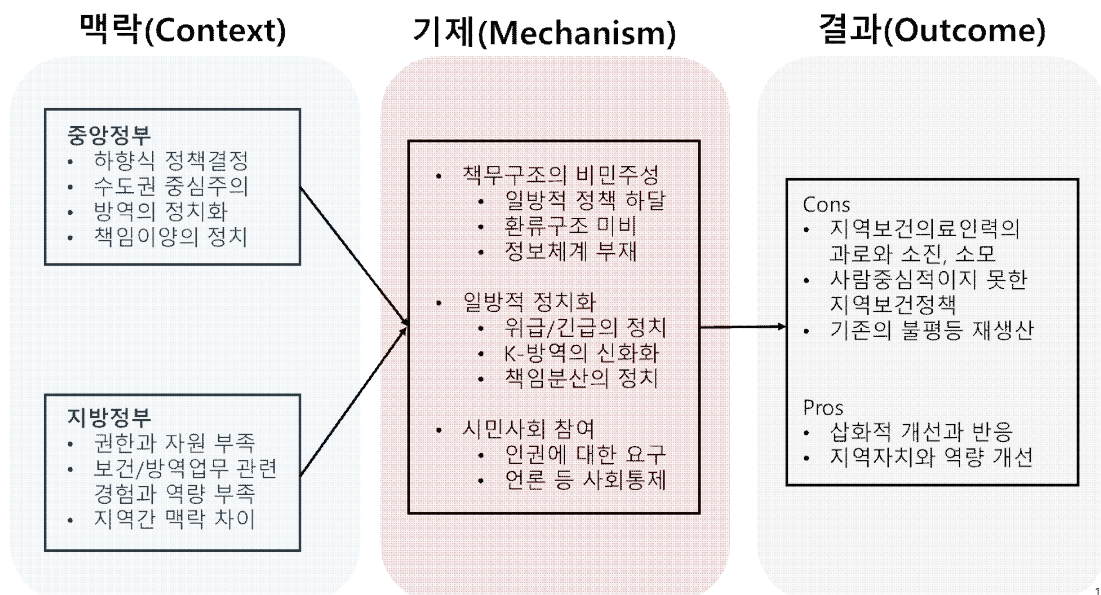 맥락(Context)
중앙정부
• 하향식 정책결정
• 수도권 중심주의
• 방역의 정치화
• 책임이양의 정치
지방정부
• 권한과 자원 부족
• 보건/방역업무 관련
경험과 역량 부족
• 지역간 맥락 차이
기제(Mechanism)
• 책무구조의 비민주성
• 일방적 정책 하달
• 환류구조 미비
• 정보체계 부재
• 일방적 정치화
• 위급/긴급의 정치
• K-방역의 신화화
• 책임분산의 정치
• 시민사회 참여
• 인권에 대한 요구
• 언론 등 사회통제
결과(Outcome)
Cons
• 지역보건의료인력의
과로와 소진, 소모
• 사람중심적이지 못한
지역보건정책
• 기존의 불평등 재생산
Pros
• 삽화적 개선과 반응
• 지역자치와 역량 개선
1